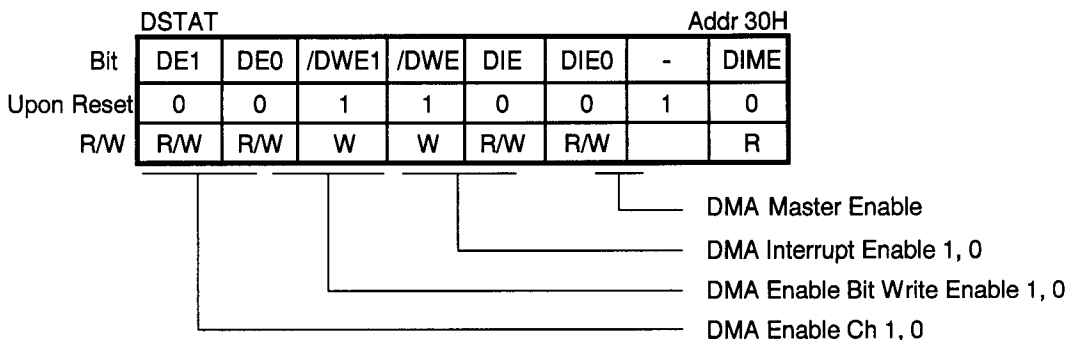 DSTAT Addr 30H
Bit DE1 DE0 /DWE1 /DWE DIE DIE0 - DIME
Upon Reset 0 0 1 1 0 0 1 0
R/W R/W R/W W W R/W R/W R
DMA Master Enable
DMA Interrupt Enable 1, 0
DMA Enable Bit Write Enable 1, 0
DMA Enable Ch 1, 0